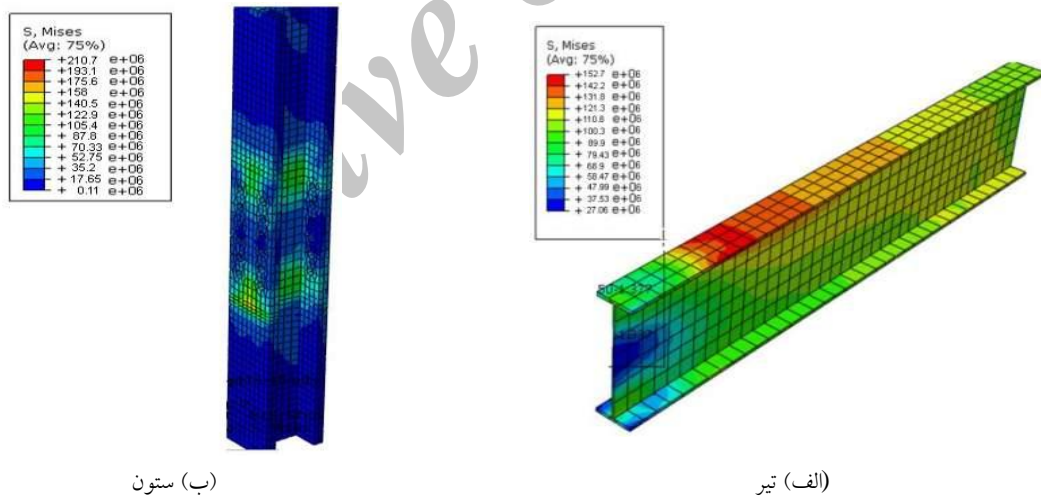 S, Mises
(Avg: 75%)
+210.7 e+06
+193.1 e+06
+175.6 e+06
+158 e+06
+140.5 e+06
+122.9 e+06
+105.4 e+06
+ 87.8 e+06
+ 70.33 e+06
+ 52.75 e+06
+ 35.2 e+06
+ 17.65 e+06
+ 0.11 e+06
S, Mises
(Avg: 75%)
+152.7 e+06
+142.2 e+06
+131.8 e+06
+121.3 e+06
+110.8 e+06
+100.3 e+06
+ 89.9 e+06
+ 79.43 e+06
+ 68.9 e+06
+ 58.47 e+06
+ 47.99 e+06
+ 37.53 e+06
+ 27.06 e+06
ive
(الف) تیر
(ب) ستون